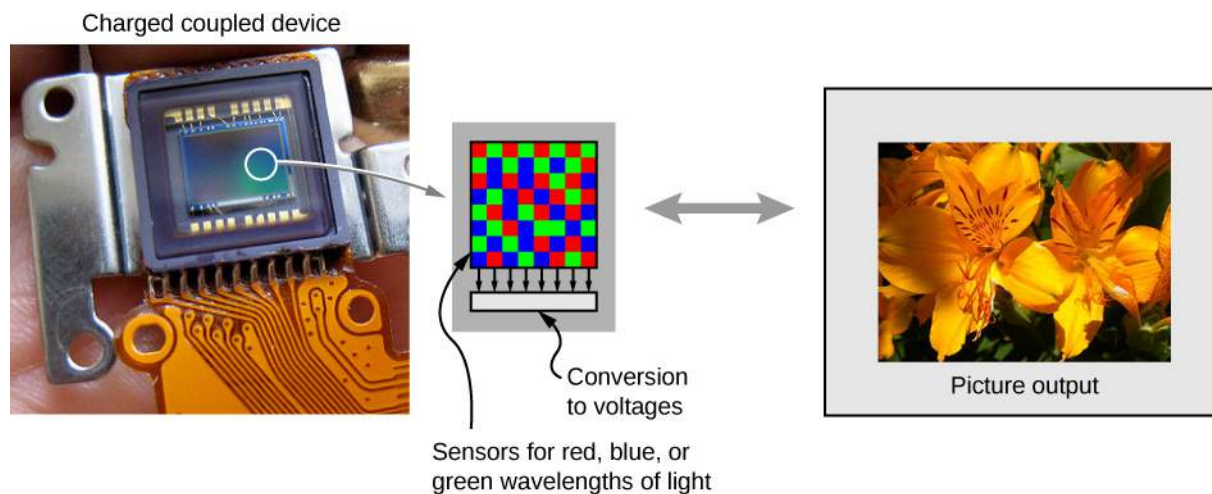 Charged coupled device
Conversion
to voltages
Sensors for red, blue, or
green wavelengths of light
Picture output